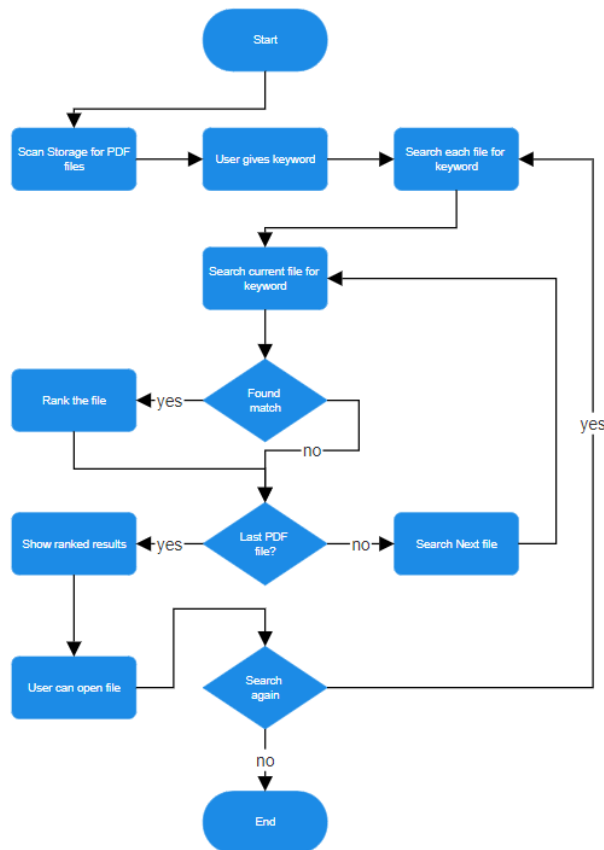 Start
Scan Storage for PDF
files
User gives keyword
Search each file for
keyword
Search current file for
keyword
Rank the file
yes
Found
match
no
yes
Show ranked results
yes
Last PDF
file?
no
Search Next file
User can open file
Search
again
no
End